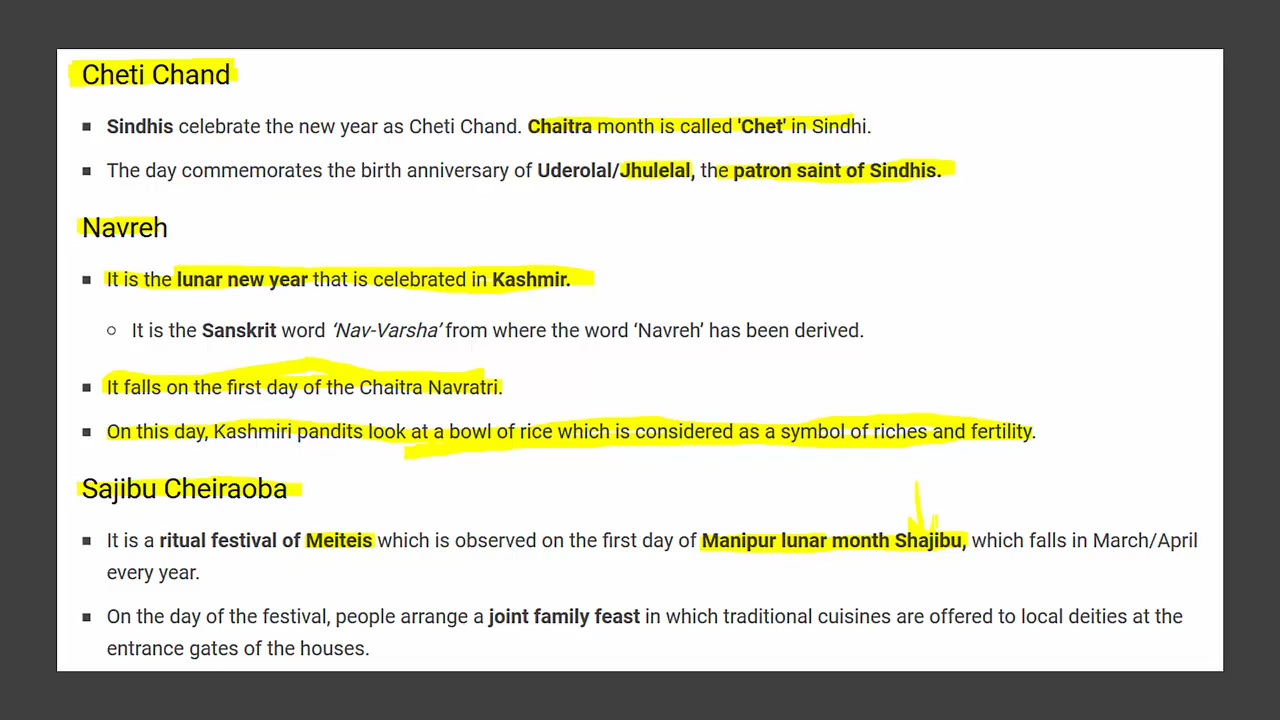 Cheti Chand
Sindhis celebrate the new year as Cheti Chand. Chaitra month is called 'Chet' in Sindhi.
The day commemorates the birth anniversary of Uderolal/Jhulelal, the patron saint of Sindhis.
Navreh
It is the lunar new year that is celebrated in Kashmir.
It is the Sanskrit word ‘Nav-Varsha’ from where the word ‘Navreh’ has been derived.
It falls on the first day of the Chaitra Navratri.
On this day, Kashmiri pandits look at a bowl of rice which is considered as a symbol of riches and fertility.
Sajibu Cheiraoba
It is a ritual festival of Meiteis which is observed on the first day of Manipur lunar month Shajibu, which falls in March/April
every year.
On the day of the festival, people arrange a joint family feast in which traditional cuisines are offered to local deities at the
entrance gates of the houses.